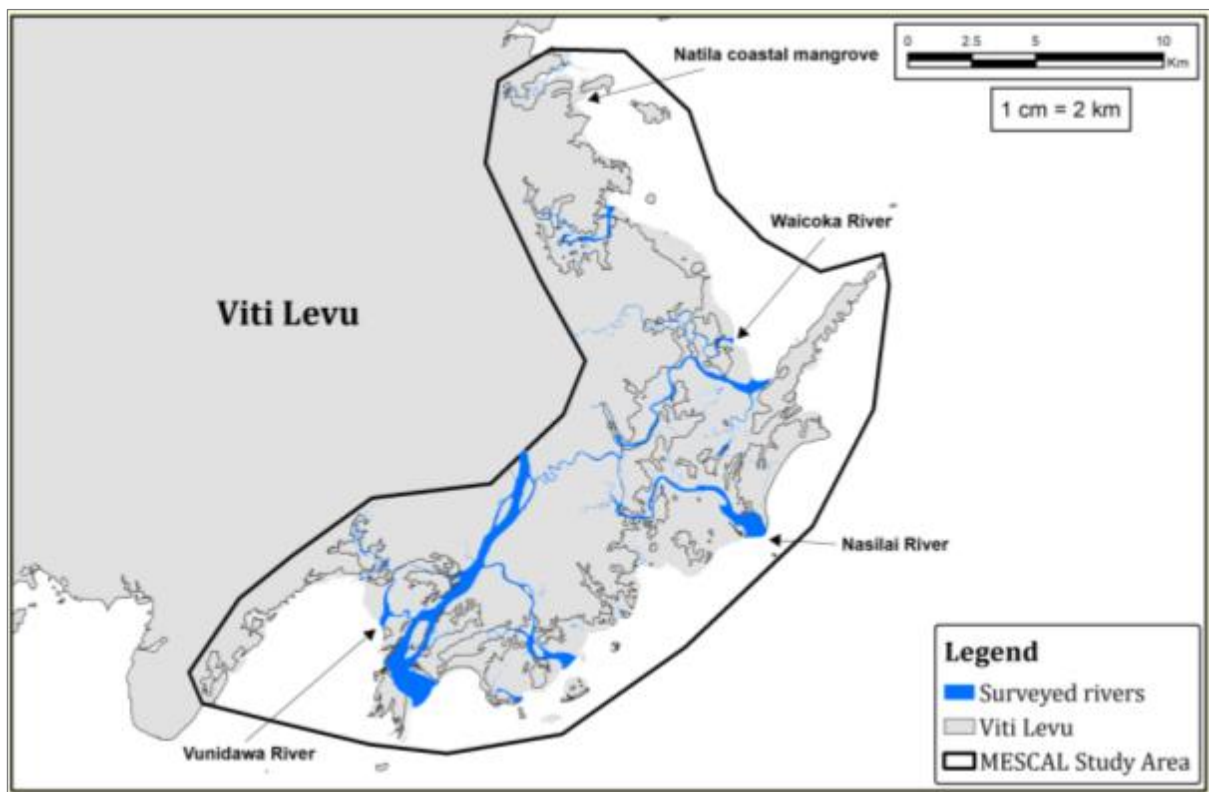 Natila coastal mangrove
0 2.5 5 10
Km
1 cm = 2 km
Waicoka River
Viti Levu
Nasilai River
Vunidawa River
Legend
Surveyed rivers
Viti Levu
MESCAL Study Area